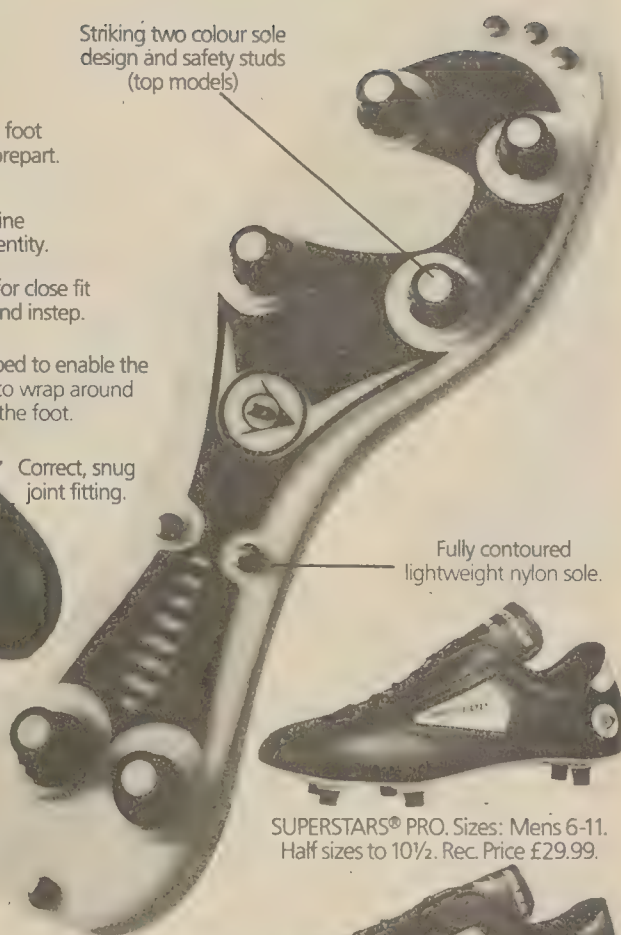 Striking two colour sole
design and safety studs
(top models)
foot
repart.
ine
entity.
for close fit
nd instep.
ped to enable the
to wrap around
the foot.
Correct, snug
joint fitting.
Fully contoured
lightweight nylon sole.
SUPERSTARS® PRO. Sizes: Mens 6-11.
Half sizes to 10½. Rec. Price £29.99.